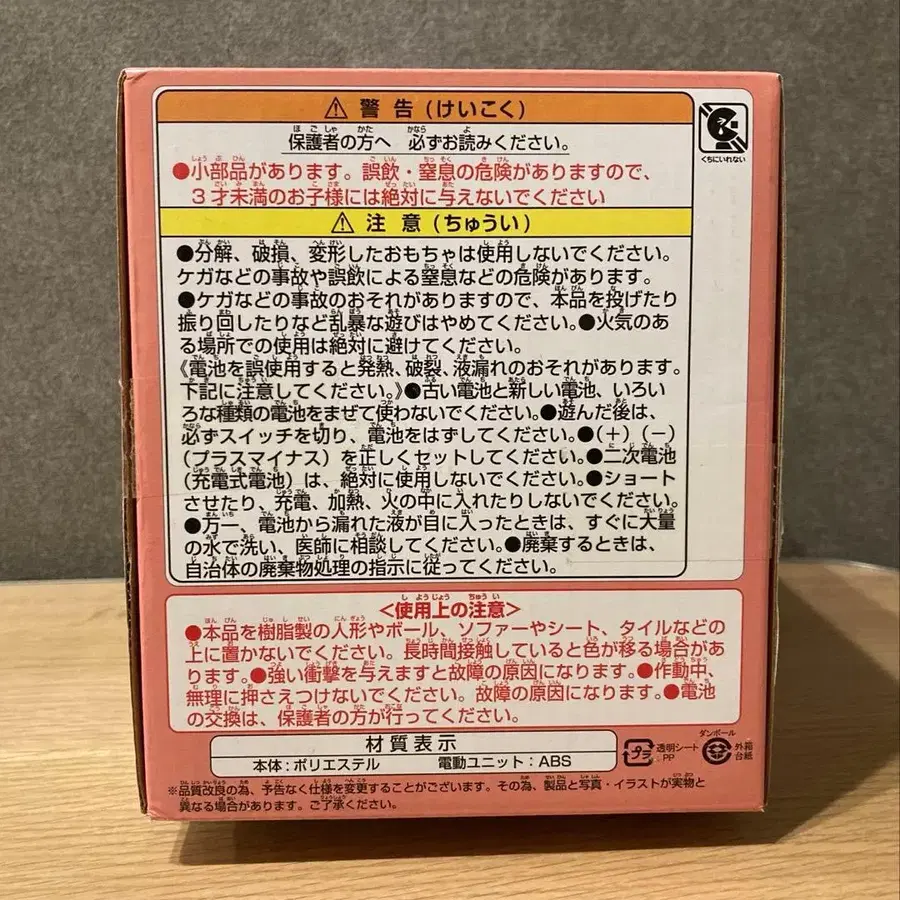 ⚠ 警告(けいこく)
保護者の方へ 必ずお読みください。
●小部品があります。誤飲・窒息の危険がありますので、
3才未満のお子様には絶対に与えないでください
くちにいれない
⚠ 注意(ちゅうい)
●分解、破損、変形したおもちゃは使用しないでください。
ケガなどの事故や誤飲による窒息などの危険があります。
●ケガなどの事故のおそれがありますので、本品を投げたり
振り回したりなど乱暴な遊びはやめてください。●火気のあ
る場所での使用は絶対に避けてください。
《電池を誤使用すると発熱、破裂、液漏れのおそれがあります。
下記に注意してください。》●古い電池と新しい電池、いろい
ろな種類の電池をまぜて使わないでください。●遊んだ後は、
必ずスイッチを切り、電池をはずしてください。●(+)(−)
(プラスマイナス)を正しくセットしてください。●二次電池
(充電式電池)は、絶対に使用しないでください。●ショート
させたり、充電、加熱、火の中に入れたりしないでください。
●万一、電池から漏れた液が目に入ったときは、すぐに大量
の水で洗い、医師に相談してください。●廃棄するときは、
自治体の廃棄物処理の指示に従ってください。
<使用上の注意>
●本品を樹脂製の人形やボール、ソファーやシート、タイルなどの
上に置かないでください。長時間接触していると色が移る場合があ
ります。●強い衝撃を与えますと故障の原因になります。●作動中、
無理に押さえつけないでください。故障の原因になります。●電池
の交換は、保護者の方が行ってください。
材質表示
本体:ポリエステル 電動ユニット:ABS
プラ 透明シート PP
ダンボール 外箱 台紙
※品質改良の為、予告なく仕様を変更することがございます。その為、製品と写真・イラストが実物と
異なる場合があります。ご了承ください。